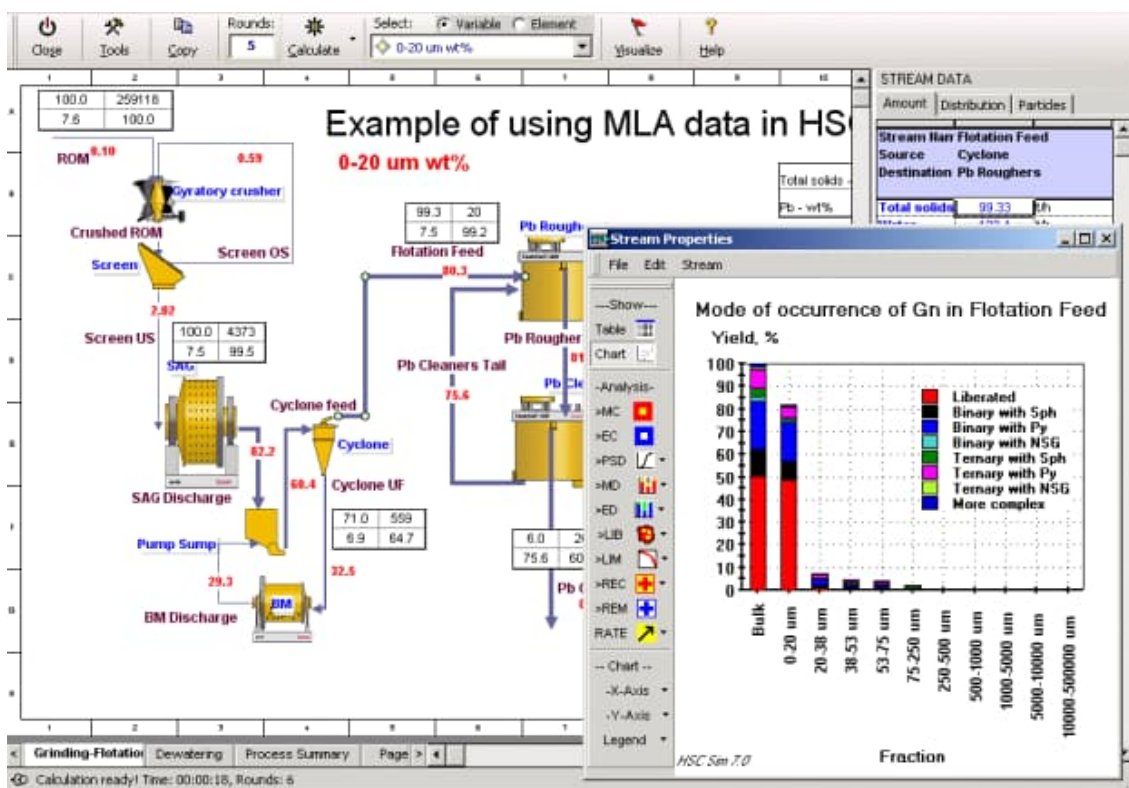 Rounds:
Select: Variable Element
Close Tools Copy 5 Calculate 0-20 um wt% Visualize Help
STREAM DATA
Amount Distribution Particles
Stream Nam Flotation Feed
Source Cyclone
Destination Pb Roughers
Total solids 99.33 t/h
100.0 259118
7.6 100.0
Example of using MLA data in HS
0-20 um wt%
ROM 0.10
0.59
Gyratory crusher
Total solids -
Pb - wt%
Crushed ROM
Screen OS
Screen
99.3 20
7.5 99.2
Flotation Feed
80.3
Pb Rough
2.92
Screen US
100.0 4373
7.5 99.5
SAG
Pb Rougher
81
Pb Cleaners Tail
75.6
Pb Cle
Cyclone feed
Cyclone
62.2
60.4
Cyclone UF
SAG Discharge
71.0 559
6.9 64.7
Pump Sump
29.3
32.5
BM
BM Discharge
6.0
75.6 60
Pb
Stream Properties
File Edit Stream
---Show---
Table
Chart
-Analysis-
>MC
>EC
>PSD
>MD
>ED
>LIB
>LIM
>REC
>REM
RATE
-- Chart --
-X-Axis
-Y-Axis
Legend
Mode of occurrence of Gn in Flotation Feed
Yield, %
100
90
80
70
60
50
40
30
20
10
0
Liberated
Binary with Sph
Binary with Py
Binary with NSG
Ternary with Sph
Ternary with Py
Ternary with NSG
More complex
Bulk
0-20 um
20-38 um
38-53 um
53-75 um
75-250 um
250-500 um
500-1000 um
1000-5000 um
5000-10000 um
10000-500000 um
Fraction
HSC Sim 7.0
Grinding-Flotatio Dewatering Process Summary Page
Calculation ready! Time: 00:00:18, Rounds: 6